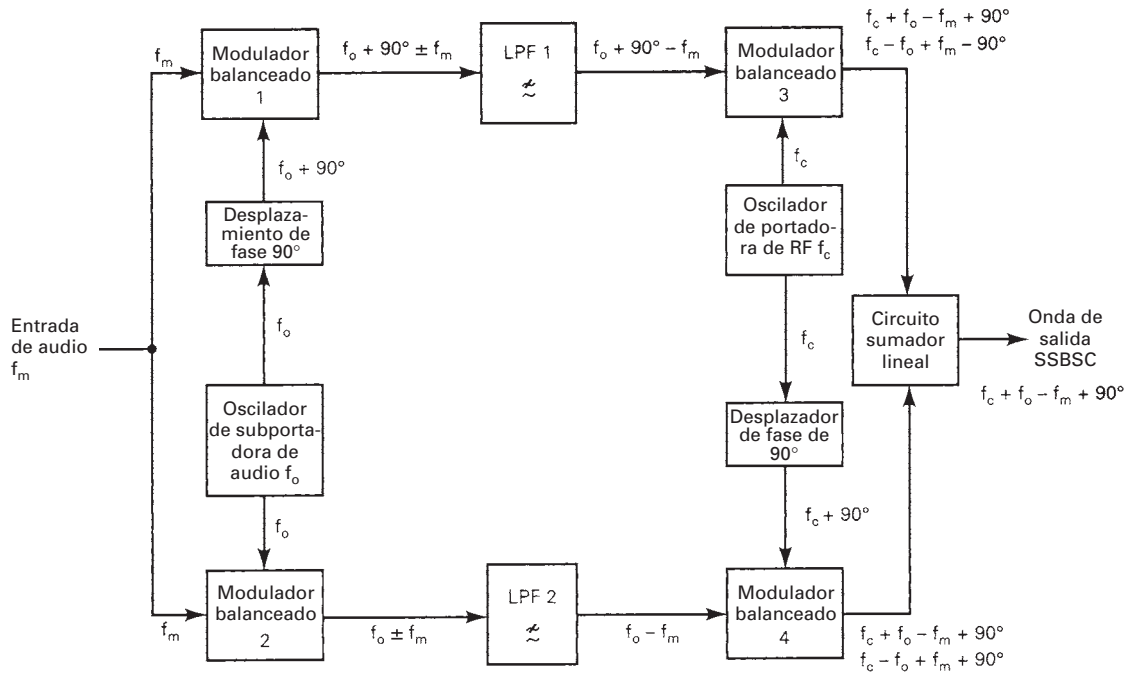 f_c + f_o – f_m + 90°
f_c – f_o + f_m – 90°
Modulador
balanceado
1
f_o + 90° ± f_m
LPF 1
f_o + 90° – f_m
Modulador
balanceado
3
f_m
f_o + 90°
f_c
Desplaza-
miento de
fase 90°
Oscilador
de portado-
ra de RF f_c
f_o
f_c
Entrada
de audio
f_m
Circuito
sumador
lineal
Onda de
salida
SSBSC
f_c + f_o – f_m + 90°
Oscilador
de subporta-
dora de
audio f_o
Desplazador
de fase de
90°
f_o
f_c + 90°
Modulador
balanceado
2
f_m
f_o ± f_m
LPF 2
f_o – f_m
Modulador
balanceado
4
f_c + f_o – f_m + 90°
f_c – f_o + f_m + 90°